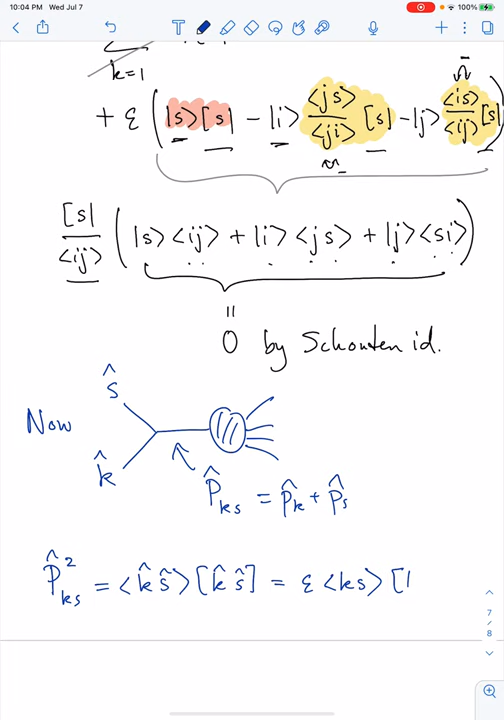 10:04 PM Sun Jul 7
100%
k=1
+ ε ( |s>[s| − |i> <js>/<ji> [s| − |j> <is>/<ij> [s| )
[s|/<ij> ( |s><ij> + |i><js> + |j><si> )
=
0 by Schouten id.
ŝ
Now
k̂
P̂ks = p̂k + p̂s
P̂²ks = <k̂ŝ>[k̂ŝ] = ε<ks>[
7
/
8